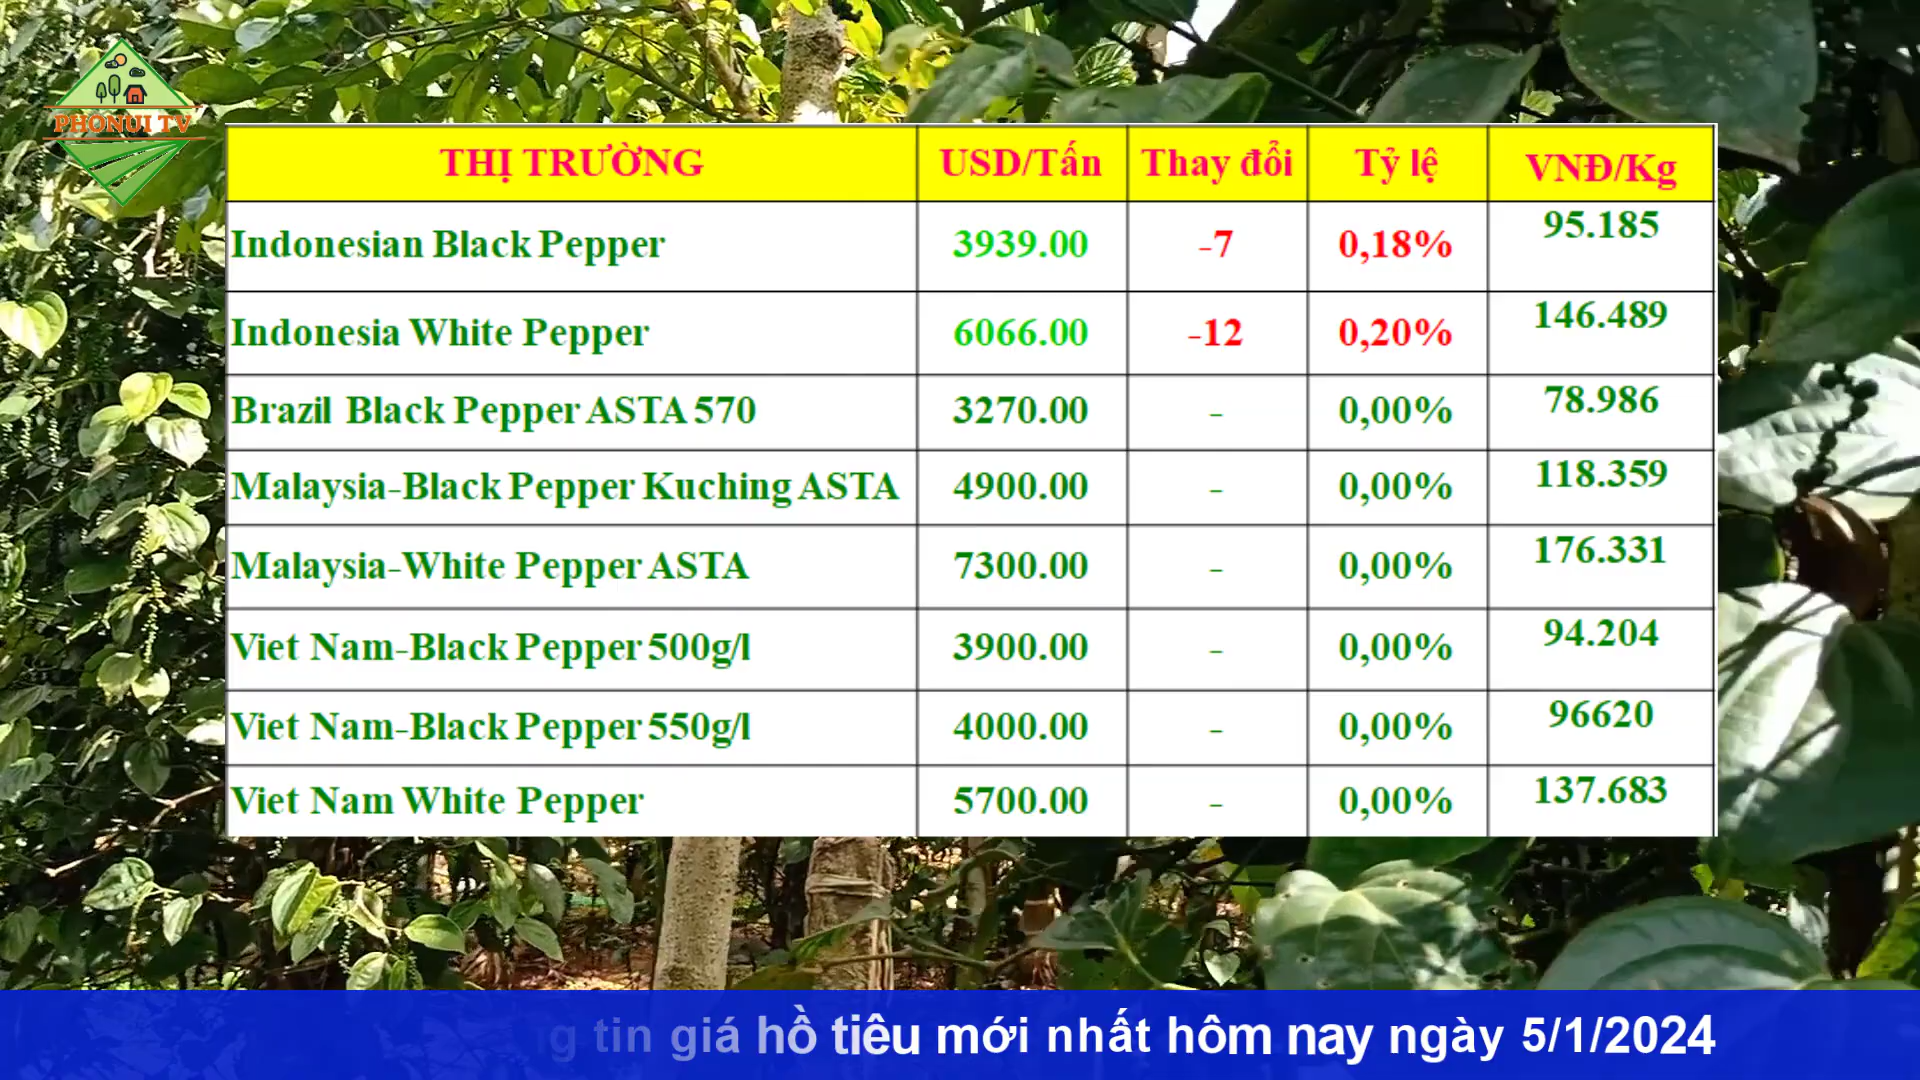 PHONUI TV
THỊ TRƯỜNG USD/Tấn Thay đổi Tỷ lệ VNĐ/Kg
Indonesian Black Pepper 3939.00 -7 0,18% 95.185
Indonesia White Pepper 6066.00 -12 0,20% 146.489
Brazil Black Pepper ASTA 570 3270.00 - 0,00% 78.986
Malaysia-Black Pepper Kuching ASTA 4900.00 - 0,00% 118.359
Malaysia-White Pepper ASTA 7300.00 - 0,00% 176.331
Viet Nam-Black Pepper 500g/l 3900.00 - 0,00% 94.204
Viet Nam-Black Pepper 550g/l 4000.00 - 0,00% 96620
Viet Nam White Pepper 5700.00 - 0,00% 137.683
tin giá hồ tiêu mới nhất hôm nay ngày 5/1/2024